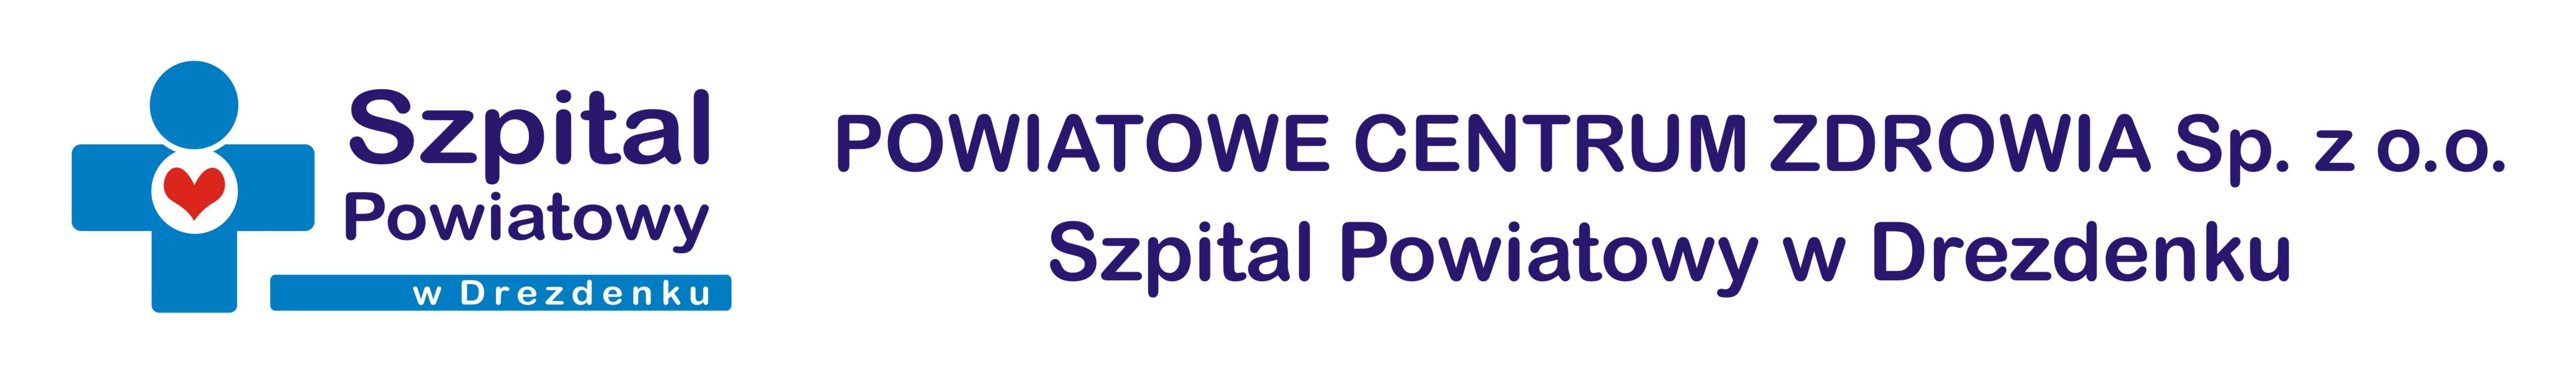 Szpital
Powiatowy
w Drezdenku
POWIATOWE CENTRUM ZDROWIA Sp. z o.o.
Szpital Powiatowy w Drezdenku